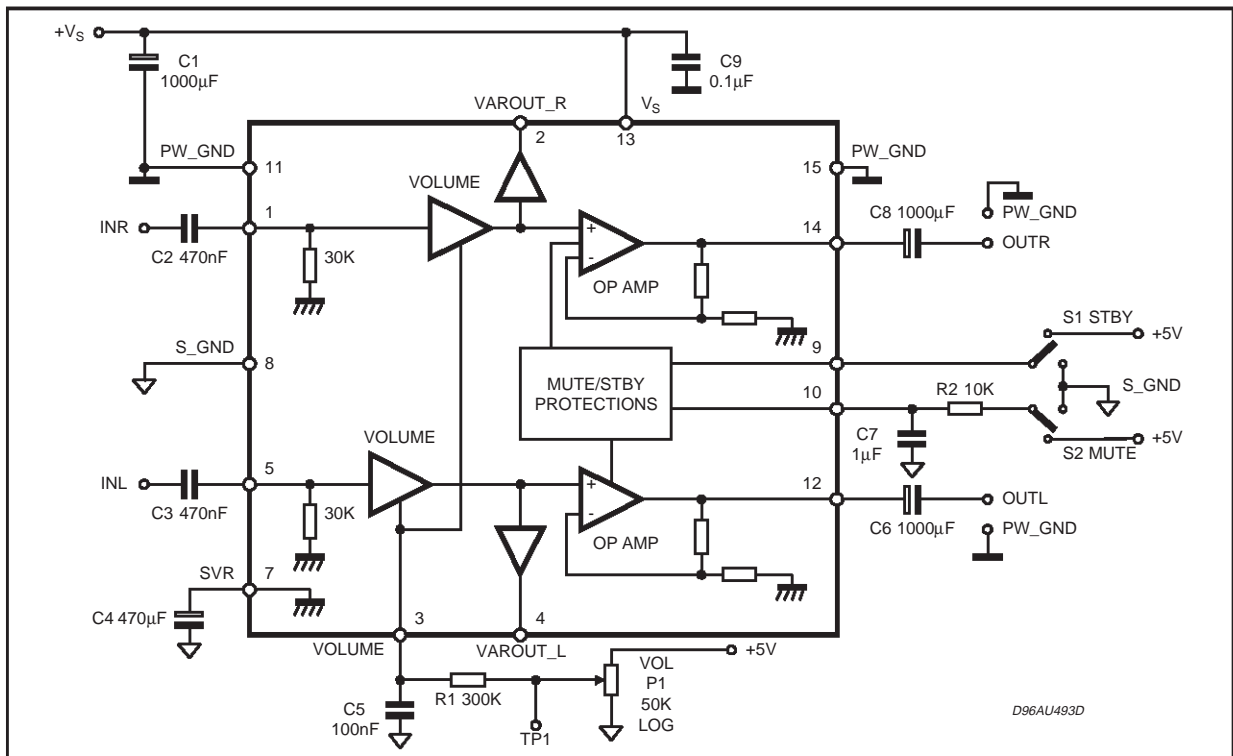 +VS
C1
1000µF
C9
0.1µF
VAROUT_R
VS
2
13
PW_GND
11
15
PW_GND
VOLUME
C8 1000µF
PW_GND
INR
1
14
OUTR
C2 470nF
30K
+
-
OP AMP
S1 STBY
+5V
S_GND
8
9
MUTE/STBY
PROTECTIONS
10
R2 10K
S_GND
VOLUME
C7
1µF
S2 MUTE
+5V
INL
5
12
OUTL
C3 470nF
30K
+
-
OP AMP
C6 1000µF
PW_GND
SVR
7
C4 470µF
3
4
VOLUME
VAROUT_L
+5V
R1 300K
VOL
P1
50K
LOG
C5
100nF
TP1
D96AU493D